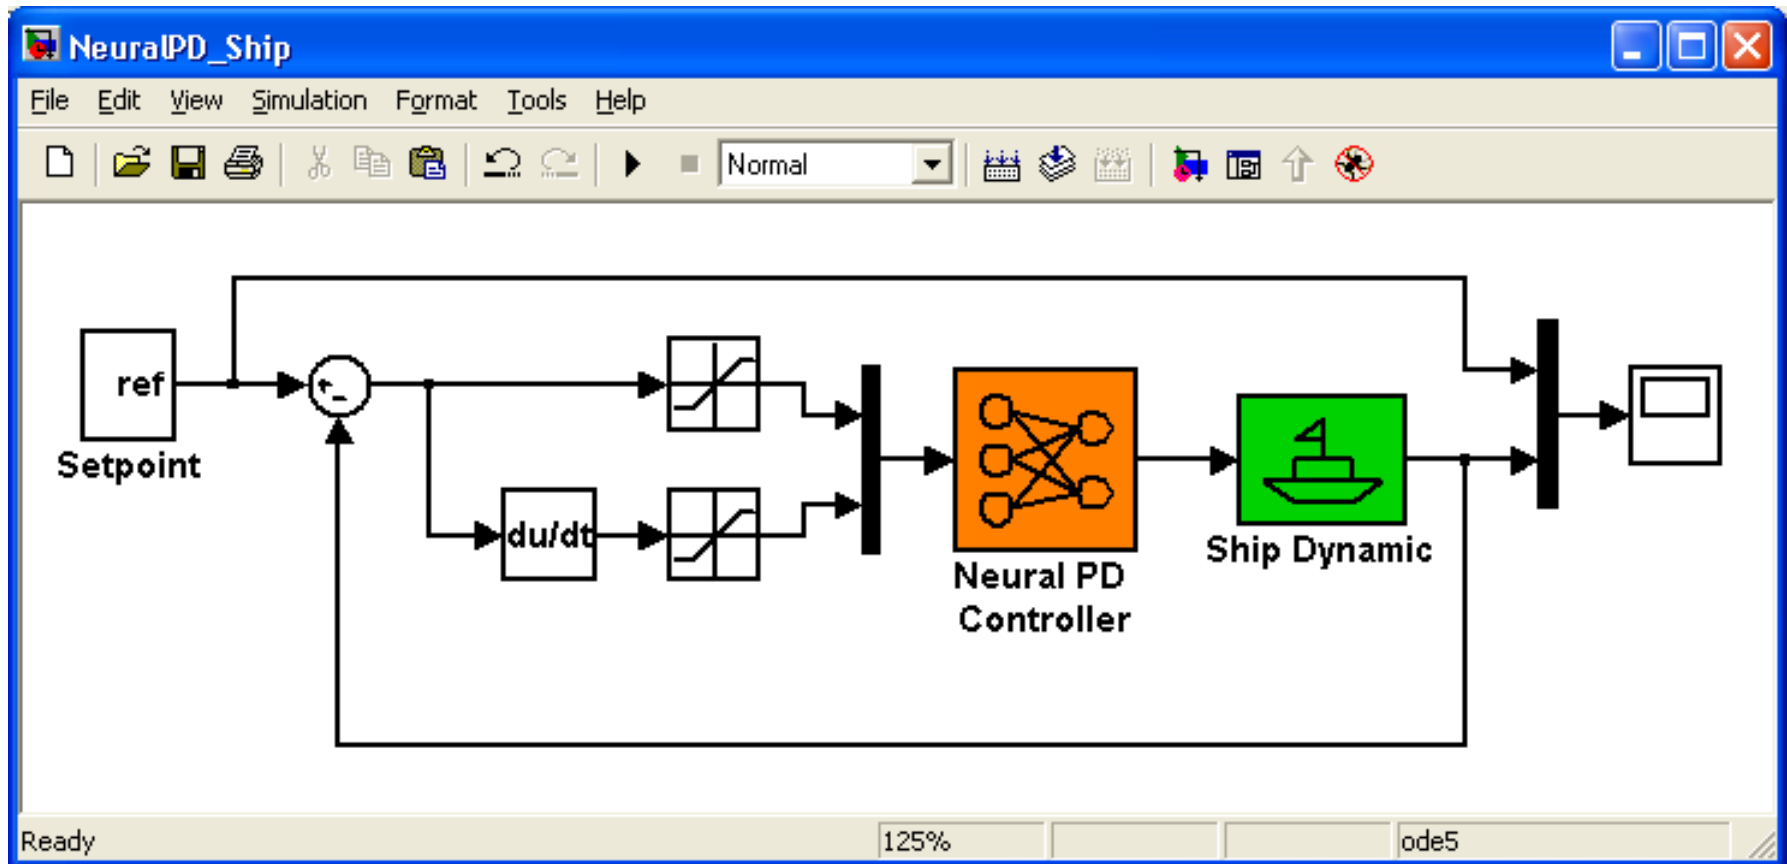 NeuralPD_Ship
File Edit View Simulation Format Tools Help
Normal
ref
Setpoint
+
-
du/dt
Neural PD
Controller
Ship Dynamic
Ready 125% ode5